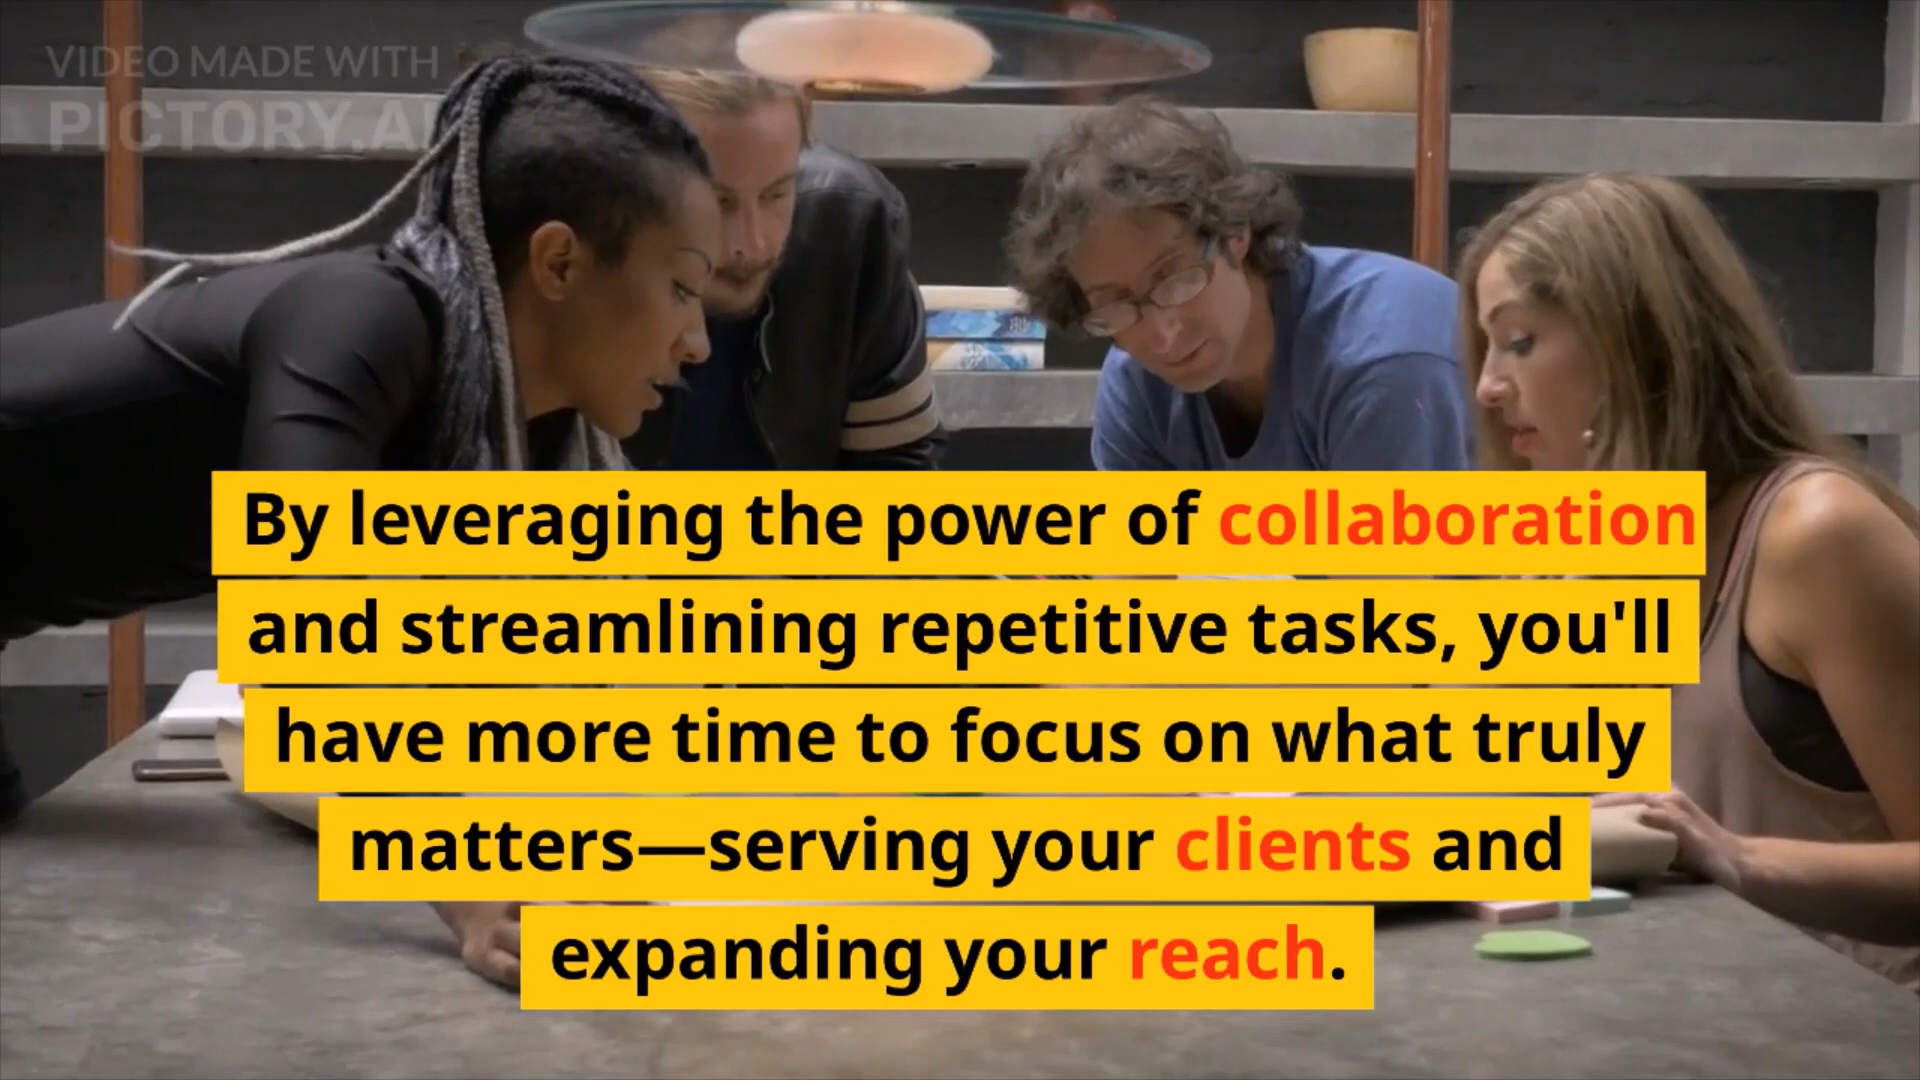 VIDEO MADE WITH
PICTORY.AI
By leveraging the power of collaboration
and streamlining repetitive tasks, you'll
have more time to focus on what truly
matters—serving your clients and
expanding your reach.